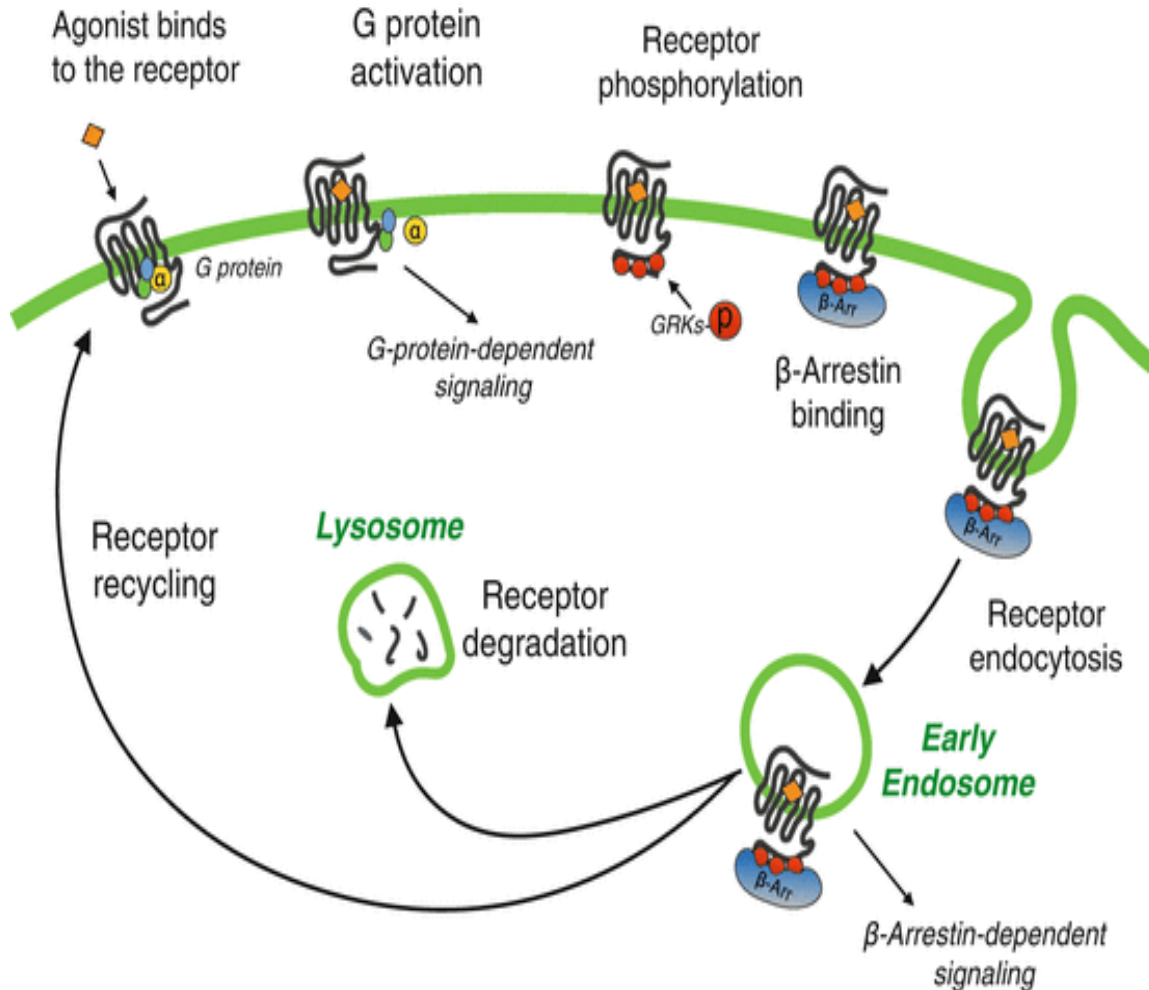 Agonist binds
to the receptor
G protein
activation
Receptor
phosphorylation
α
G protein
α
G-protein-dependent
signaling
GRKs-p
β-Arr
β-Arrestin
binding
β-Arr
Receptor
endocytosis
Receptor
recycling
Lysosome
Receptor
degradation
Early
Endosome
β-Arr
β-Arrestin-dependent
signaling